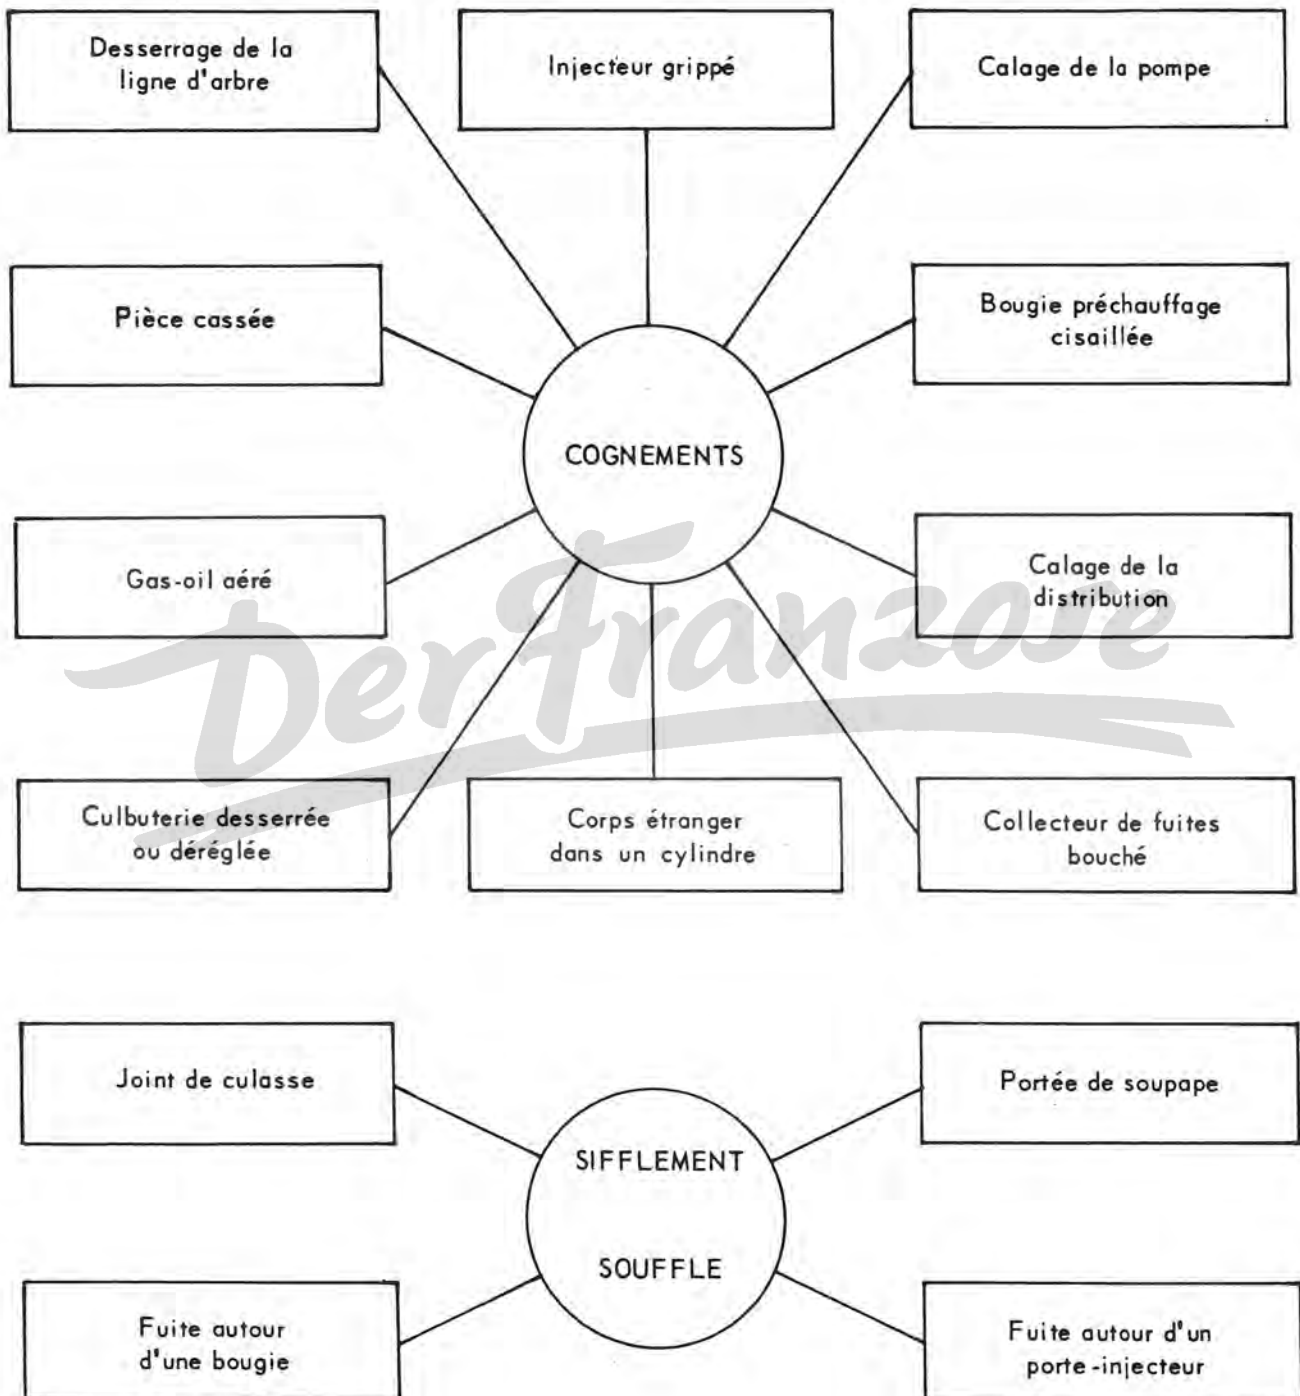 Desserrage de la
ligne d'arbre
Injecteur grippé
Calage de la pompe
Pièce cassée
Bougie préchauffage
cisaillée
COGNEMENTS
Gas-oil aéré
Calage de la
distribution
Der Franzose
Culbuterie desserrée
ou déréglée
Corps étranger
dans un cylindre
Collecteur de fuites
bouché
Joint de culasse
Portée de soupape
SIFFLEMENT
SOUFFLE
Fuite autour
d'une bougie
Fuite autour d'un
porte-injecteur